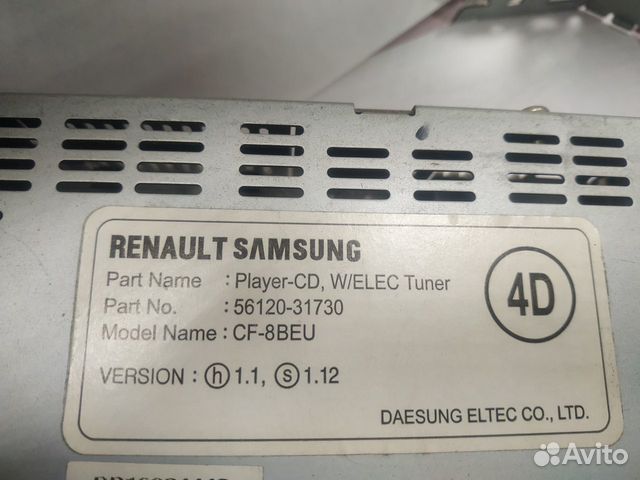 RENAULT SAMSUNG
Part Name : Player-CD, W/ELEC Tuner
Part No. : 56120-31730
Model Name : CF-8BEU
4D
VERSION : ⓗ 1.1, ⓢ 1.12
DAESUNG ELTEC CO., LTD.
Avito